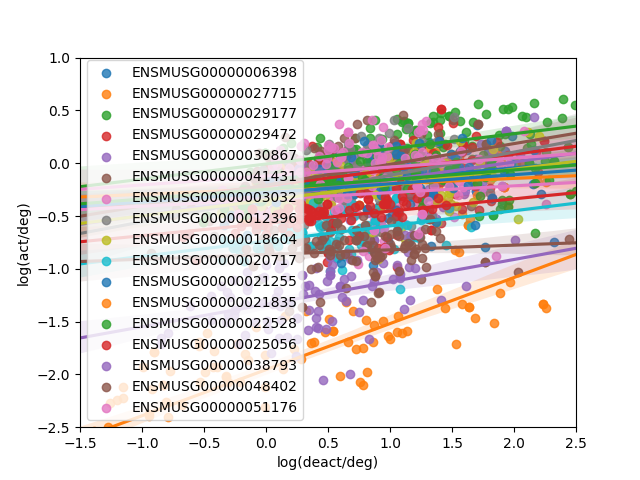 1.0
0.5
0.0
−0.5
−1.0
−1.5
−2.0
−2.5
log(act/deg)
ENSMUSG00000006398
ENSMUSG00000027715
ENSMUSG00000029177
ENSMUSG00000029472
ENSMUSG00000030867
ENSMUSG00000041431
ENSMUSG00000003032
ENSMUSG00000012396
ENSMUSG00000018604
ENSMUSG00000020717
ENSMUSG00000021255
ENSMUSG00000021835
ENSMUSG00000022528
ENSMUSG00000025056
ENSMUSG00000038793
ENSMUSG00000048402
ENSMUSG00000051176
−1.5 −1.0 −0.5 0.0 0.5 1.0 1.5 2.0 2.5
log(deact/deg)